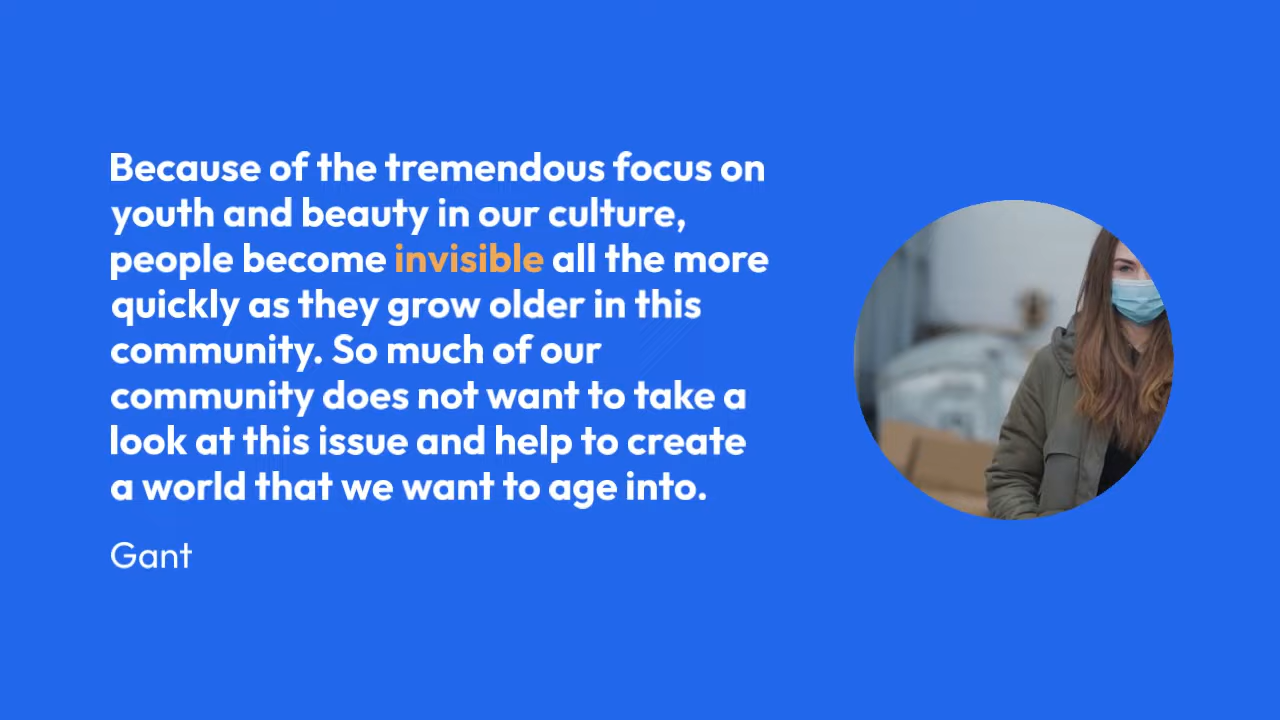 Because of the tremendous focus on
youth and beauty in our culture,
people become invisible all the more
quickly as they grow older in this
community. So much of our
community does not want to take a
look at this issue and help to create
a world that we want to age into.
Gant